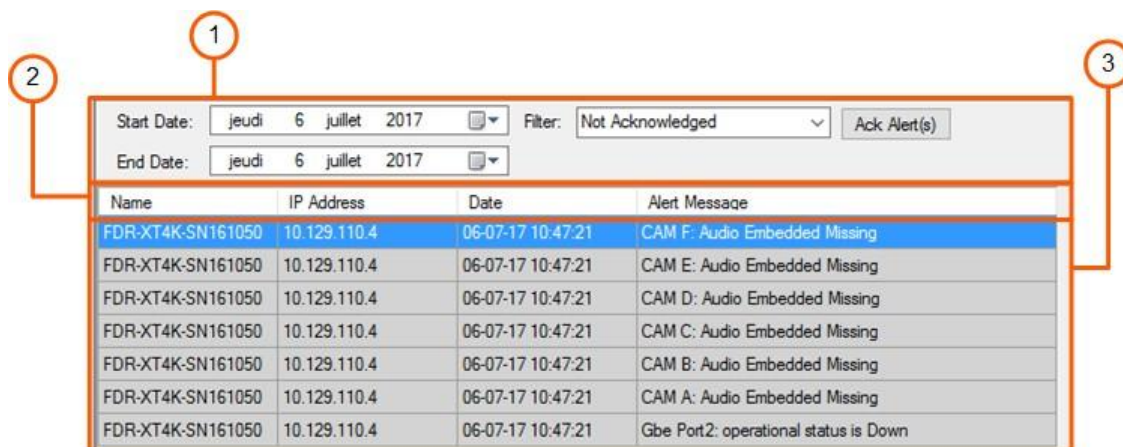 1
2
3
Start Date: jeudi 6 juillet 2017 Filter: Not Acknowledged Ack Alert(s)
End Date: jeudi 6 juillet 2017
Name IP Address Date Alert Message
FDR-XT4K-SN161050 10.129.110.4 06-07-17 10:47:21 CAM F: Audio Embedded Missing
FDR-XT4K-SN161050 10.129.110.4 06-07-17 10:47:21 CAM E: Audio Embedded Missing
FDR-XT4K-SN161050 10.129.110.4 06-07-17 10:47:21 CAM D: Audio Embedded Missing
FDR-XT4K-SN161050 10.129.110.4 06-07-17 10:47:21 CAM C: Audio Embedded Missing
FDR-XT4K-SN161050 10.129.110.4 06-07-17 10:47:21 CAM B: Audio Embedded Missing
FDR-XT4K-SN161050 10.129.110.4 06-07-17 10:47:21 CAM A: Audio Embedded Missing
FDR-XT4K-SN161050 10.129.110.4 06-07-17 10:47:21 Gbe Port2: operational status is Down